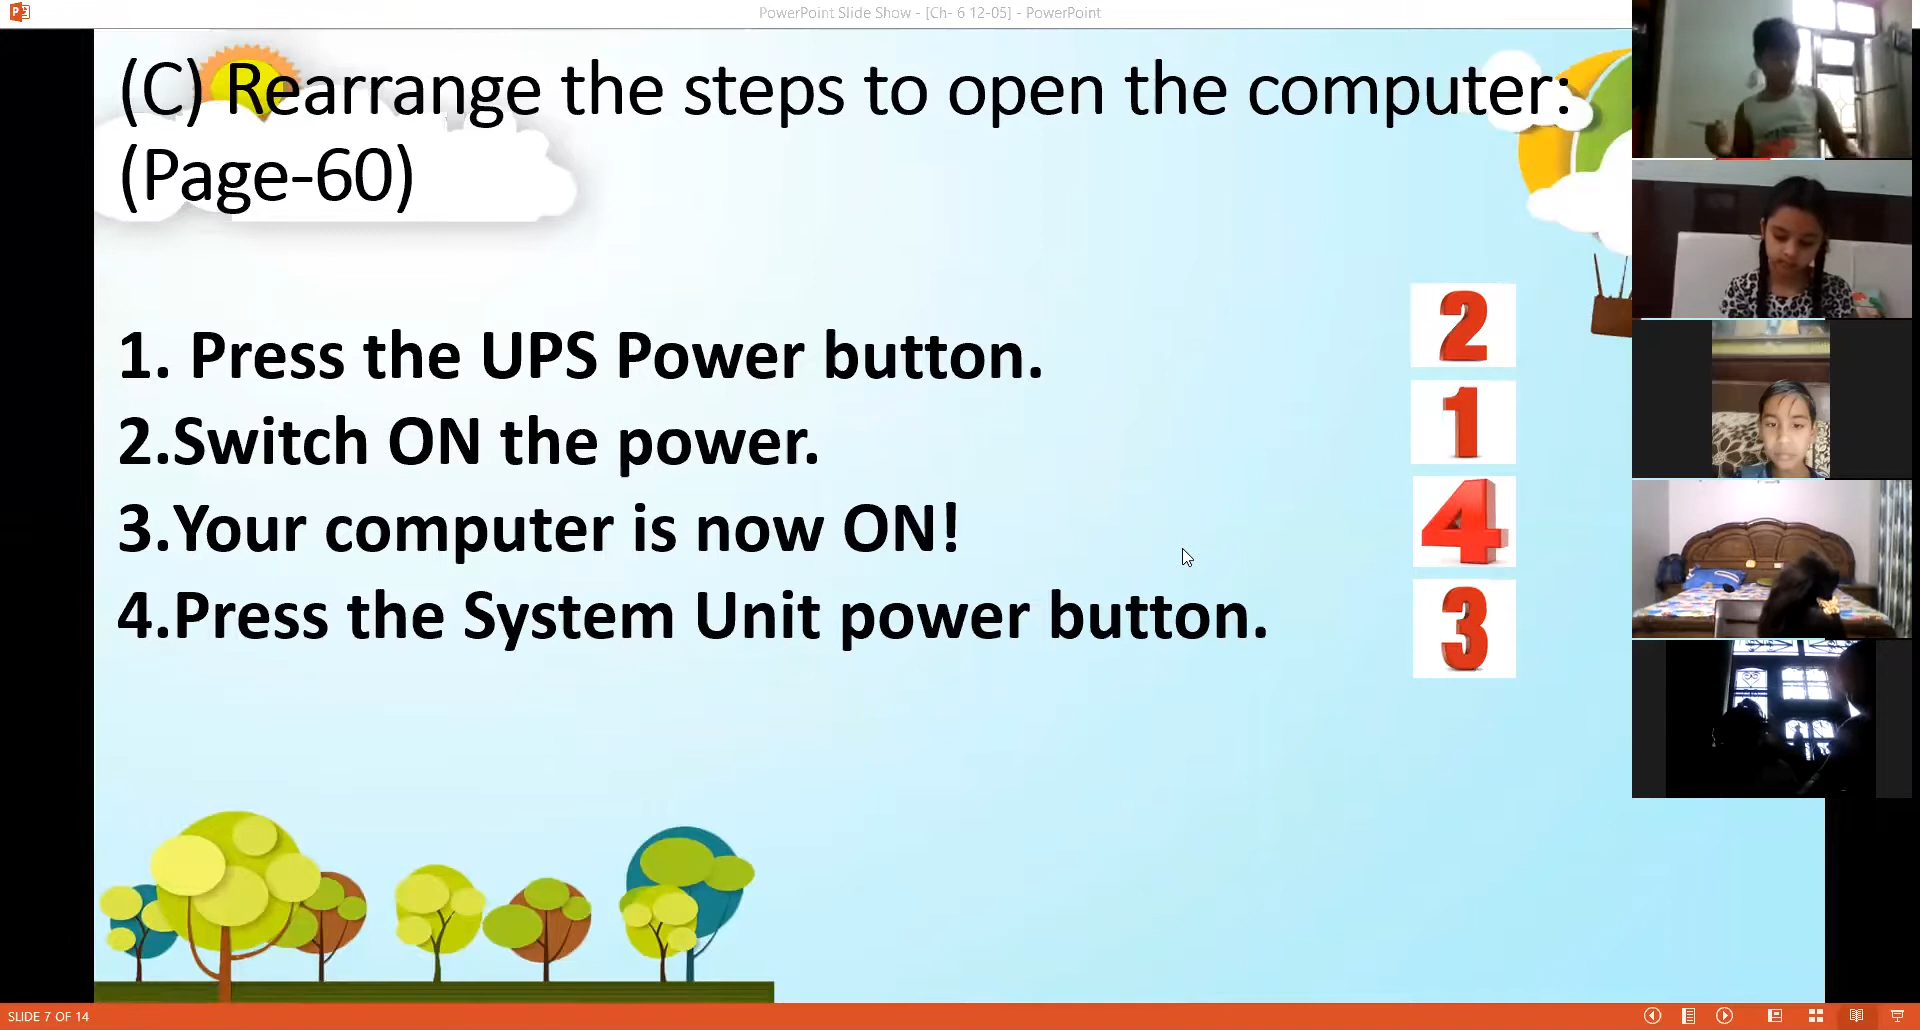 PowerPoint Slide Show - [Ch- 6 12-05] - PowerPoint
(C) Rearrange the steps to open the computer:
(Page-60)
1. Press the UPS Power button. 2
2.Switch ON the power. 1
3.Your computer is now ON! 4
4.Press the System Unit power button. 3
SLIDE 7 OF 14